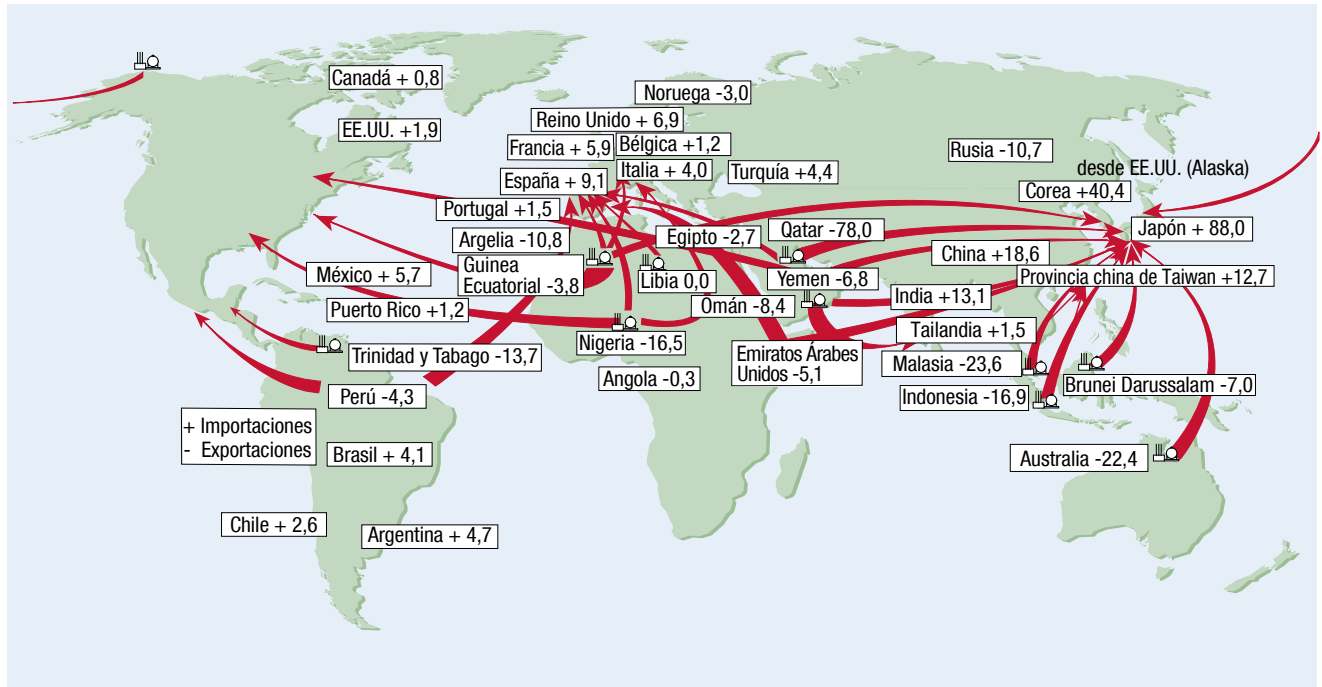 Canadá + 0,8
Noruega -3,0
Reino Unido + 6,9
EE.UU. +1,9
Francia + 5,9
Bélgica +1,2
Rusia -10,7
Italia + 4,0
Turquía +4,4
desde EE.UU. (Alaska)
España + 9,1
Corea +40,4
Portugal +1,5
Japón + 88,0
Qatar -78,0
Egipto -2,7
Argelia -10,8
China +18,6
Guinea
Ecuatorial -3,8
México + 5,7
Libia 0,0
Yemen -6,8
Provincia china de Taiwan +12,7
India +13,1
Puerto Rico +1,2
Omán -8,4
Tailandia +1,5
Nigeria -16,5
Trinidad y Tabago -13,7
Emiratos Árabes
Unidos -5,1
Malasia -23,6
Angola -0,3
Brunei Darussalam -7,0
Perú -4,3
Indonesia -16,9
+ Importaciones
- Exportaciones
Brasil + 4,1
Australia -22,4
Chile + 2,6
Argentina + 4,7